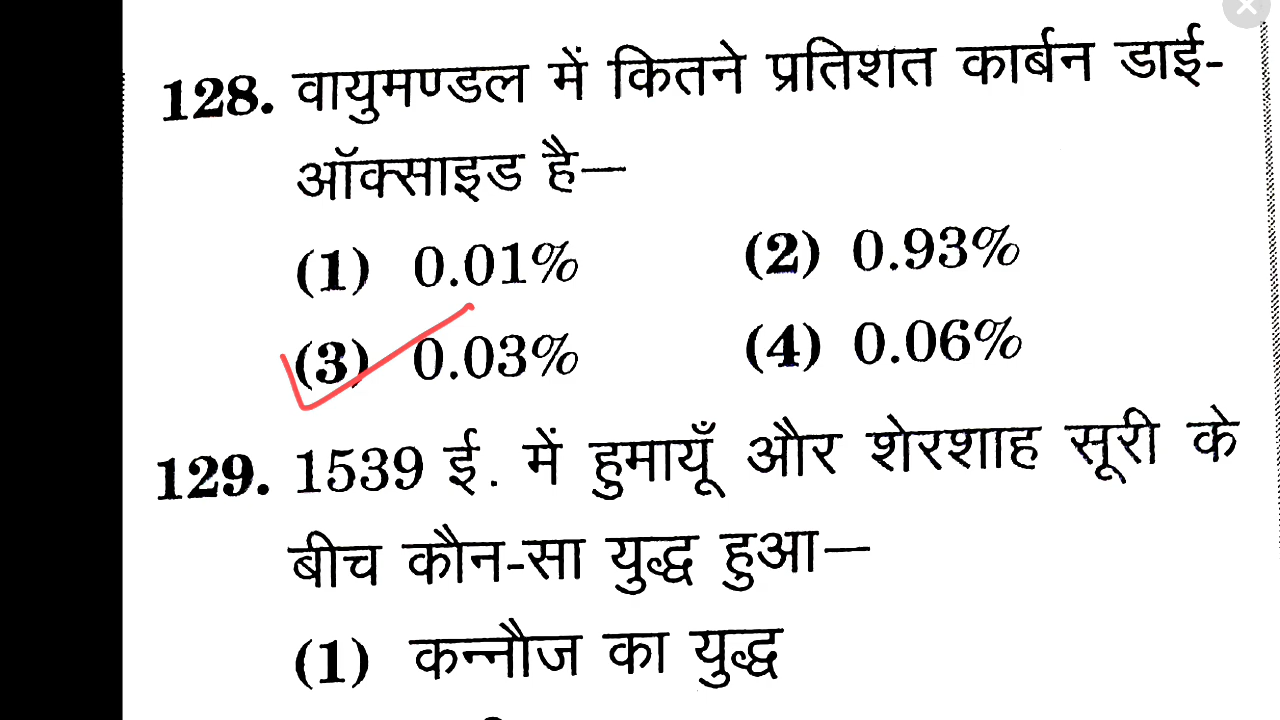 128. वायुमण्डल में कितने प्रतिशत कार्बन डाई-
ऑक्साइड है—
(1) 0.01% (2) 0.93%
(3) 0.03% (4) 0.06%
129. 1539 ई. में हुमायूँ और शेरशाह सूरी के
बीच कौन-सा युद्ध हुआ—
(1) कन्नौज का युद्ध